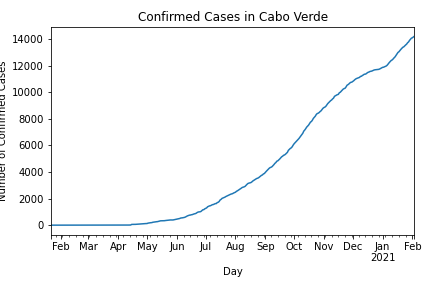 Confirmed Cases in Cabo Verde
14000
12000
10000
8000
6000
4000
2000
0
Number of Confirmed Cases
Feb Mar Apr May Jun Jul Aug Sep Oct Nov Dec Jan Feb
2021
Day